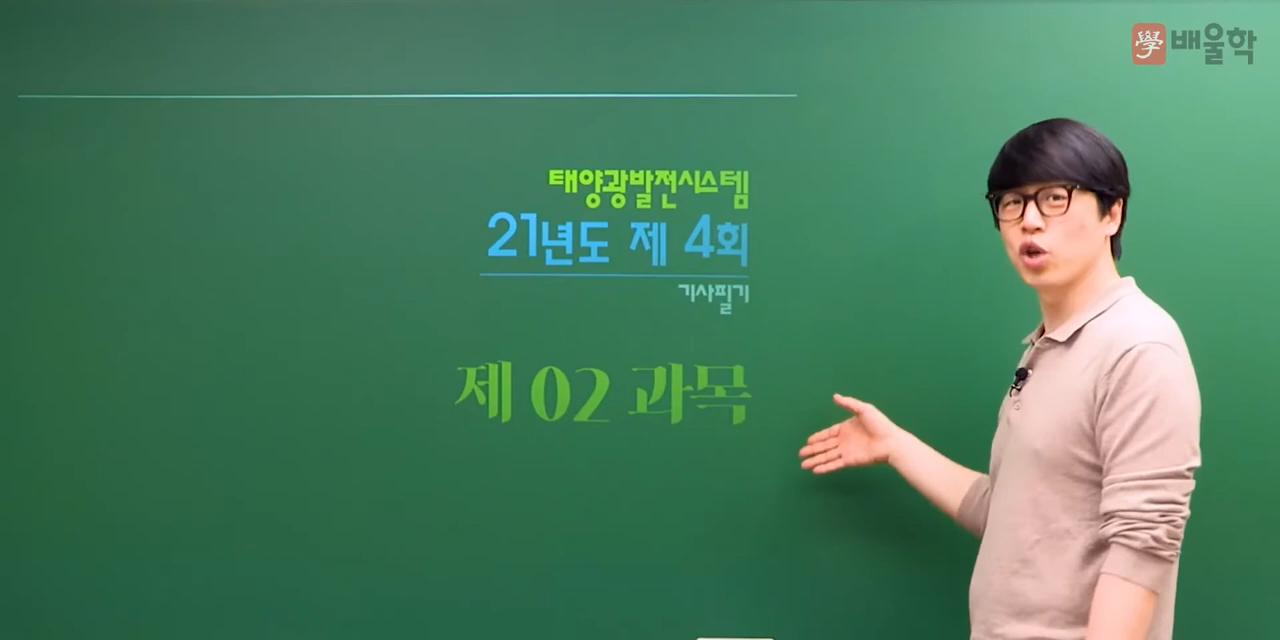 學 배울학
태양광발전시스템
21년도 제 4회
기사필기
제 02 과목